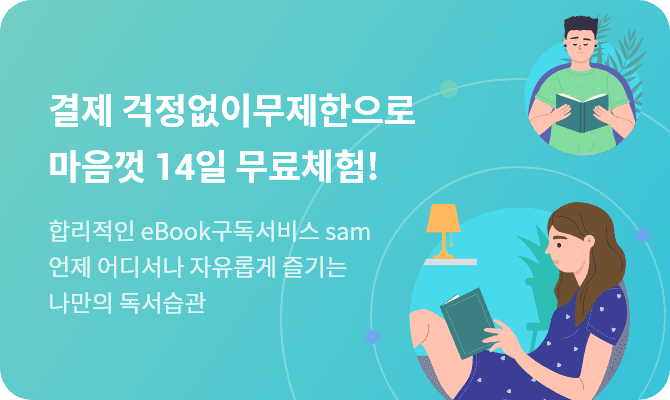 결제 걱정없이무제한으로
마음껏 14일 무료체험!
합리적인 eBook구독서비스 sam
언제 어디서나 자유롭게 즐기는
나만의 독서습관